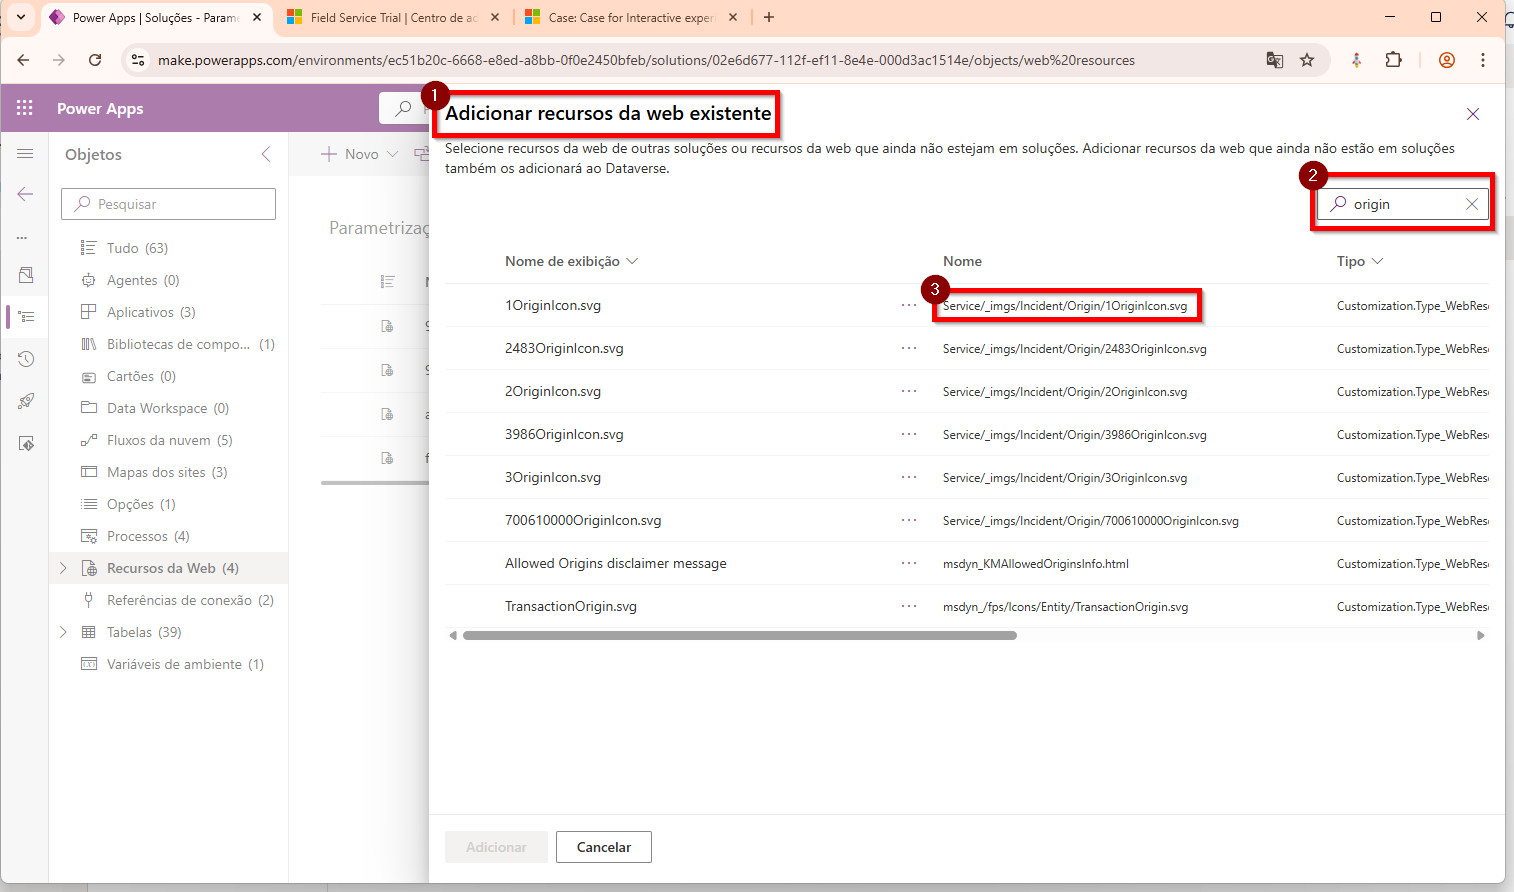 Power Apps | Soluções - Parame
Field Service Trial | Centro de ad
Case: Case for Interactive experi
make.powerapps.com/environments/ec51b20c-6668-e8ed-a8bb-0f0e2450bfeb/solutions/02e6d677-112f-ef11-8e4e-000d3ac1514e/objects/web%20resources
Power Apps
1
Adicionar recursos da web existente
Objetos
Novo
Selecione recursos da web de outras soluções ou recursos da web que ainda não estejam em soluções. Adicionar recursos da web que ainda não estão em soluções
também os adicionará ao Dataverse.
2
Pesquisar
origin
Parametrizaç
Tudo (63)
Nome de exibição
Nome
Tipo
Agentes (0)
3
1OriginIcon.svg
Service/_imgs/Incident/Origin/1OriginIcon.svg
Customization.Type_WebRes
Aplicativos (3)
Bibliotecas de compo... (1)
2483OriginIcon.svg
Service/_imgs/Incident/Origin/2483OriginIcon.svg
Customization.Type_WebRes
Cartões (0)
2OriginIcon.svg
Service/_imgs/Incident/Origin/2OriginIcon.svg
Customization.Type_WebRes
Data Workspace (0)
3986OriginIcon.svg
Service/_imgs/Incident/Origin/3986OriginIcon.svg
Customization.Type_WebRes
Fluxos da nuvem (5)
Mapas dos sites (3)
3OriginIcon.svg
Service/_imgs/Incident/Origin/3OriginIcon.svg
Customization.Type_WebRes
Opções (1)
700610000OriginIcon.svg
Service/_imgs/Incident/Origin/700610000OriginIcon.svg
Customization.Type_WebRes
Processos (4)
Recursos da Web (4)
Allowed Origins disclaimer message
msdyn_KMAllowedOriginsInfo.html
Customization.Type_WebRes
Referências de conexão (2)
TransactionOrigin.svg
msdyn_/fps/Icons/Entity/TransactionOrigin.svg
Customization.Type_WebRes
Tabelas (39)
Variáveis de ambiente (1)
Adicionar
Cancelar